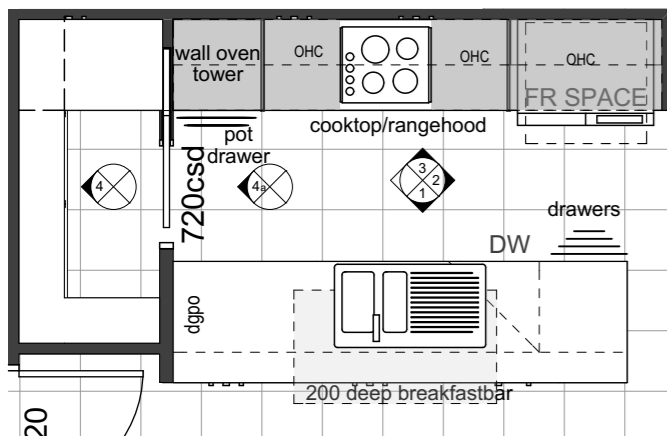 wall oven
tower
OHC
OHC
OHC
FR SPACE
cooktop/rangehood
pot
drawer
720csd
4
4a
3
2
1
drawers
DW
dgpo
200 deep breakfastbar
20